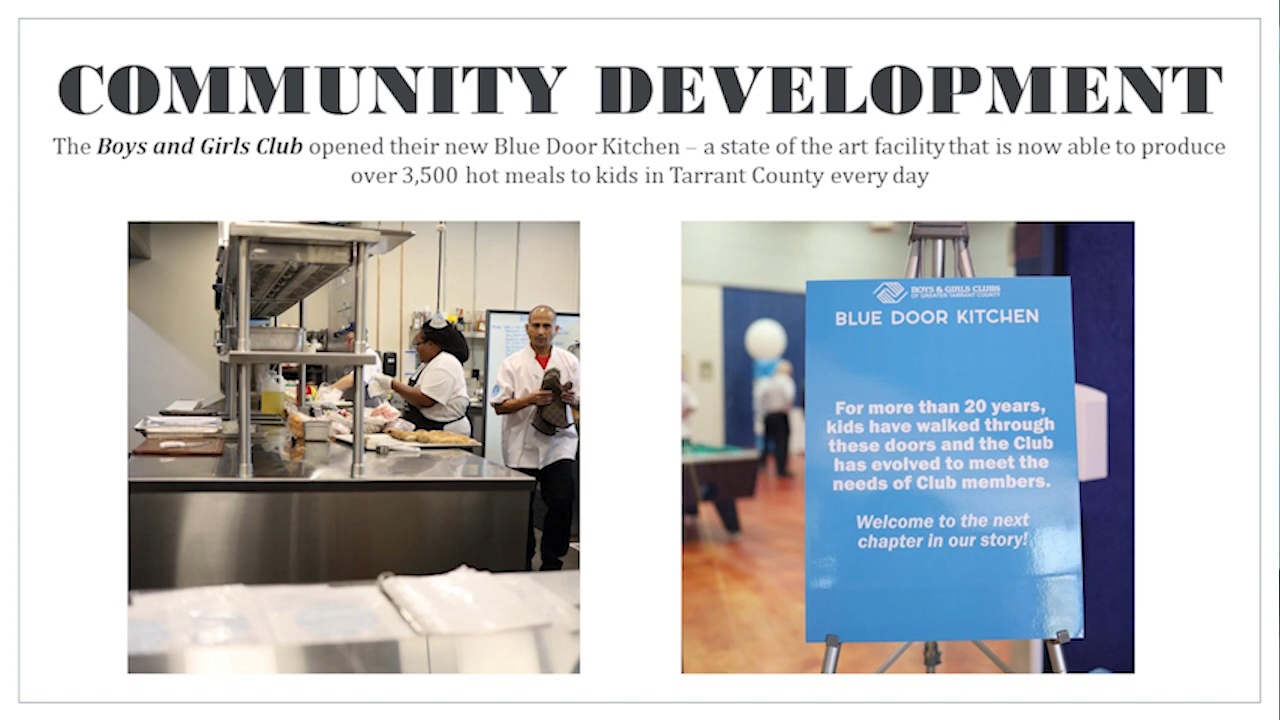 COMMUNITY DEVELOPMENT
The Boys and Girls Club opened their new Blue Door Kitchen – a state of the art facility that is now able to produce
over 3,500 hot meals to kids in Tarrant County every day
BOYS & GIRLS CLUBS
OF GREATER TARRANT COUNTY
BLUE DOOR KITCHEN
For more than 20 years,
kids have walked through
these doors and the Club
has evolved to meet the
needs of Club members.
Welcome to the next
chapter in our story!